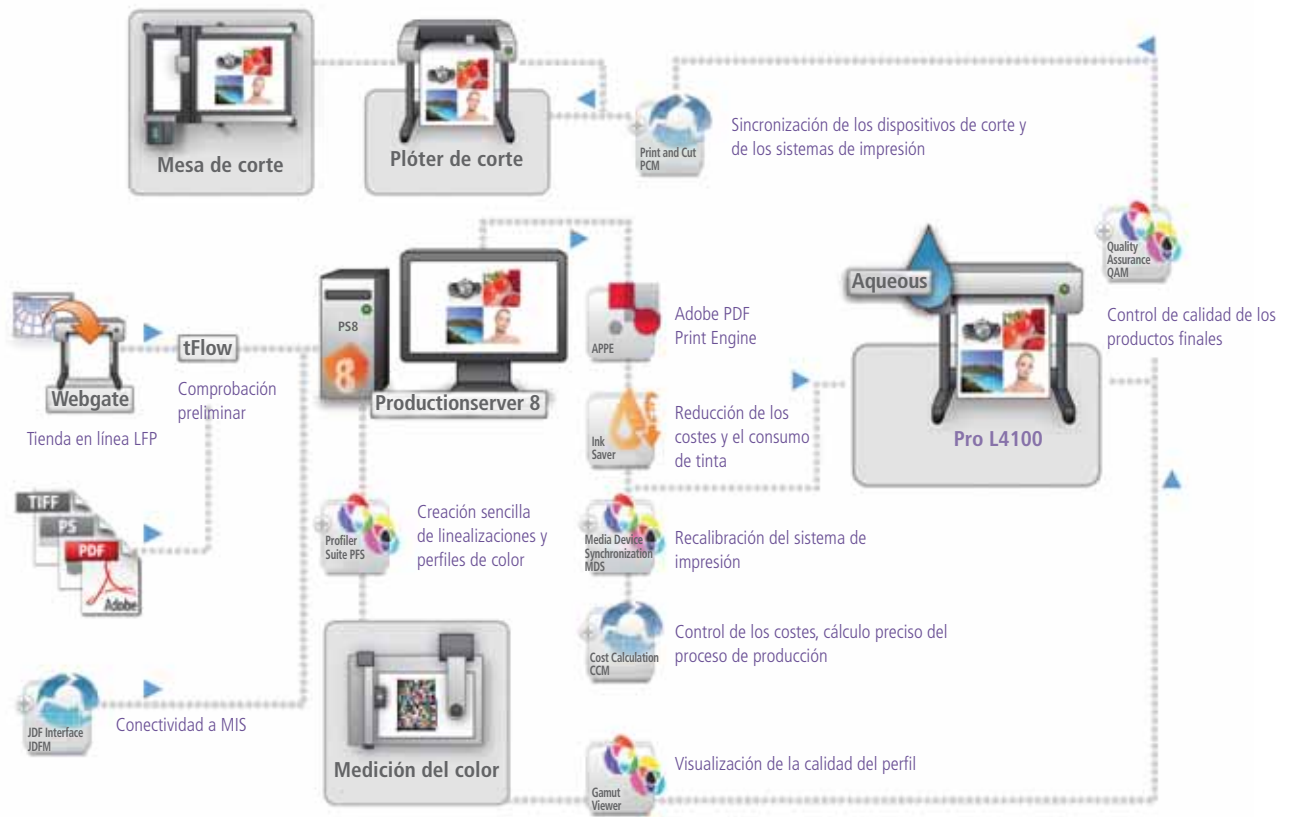 Mesa de corte
Plóter de corte
Print and Cut
PCM
Sincronización de los dispositivos de corte y
de los sistemas de impresión
Quality
Assurance
QAM
Control de calidad de los
productos finales
Webgate
Tienda en línea LFP
tFlow
Comprobación
preliminar
PS8
8
Productionserver 8
APPE
Adobe PDF
Print Engine
Ink
Saver
Reducción de los
costes y el consumo
de tinta
Aqueous
Pro L4100
TIFF
PS
PDF
Adobe
Profiler
Suite PFS
Creación sencilla
de linealizaciones y
perfiles de color
Media Device
Synchronization
MDS
Recalibración del sistema de
impresión
Cost Calculation
CCM
Control de los costes, cálculo preciso del
proceso de producción
JDF Interface
JDFM
Conectividad a MIS
Medición del color
Gamut
Viewer
Visualización de la calidad del perfil